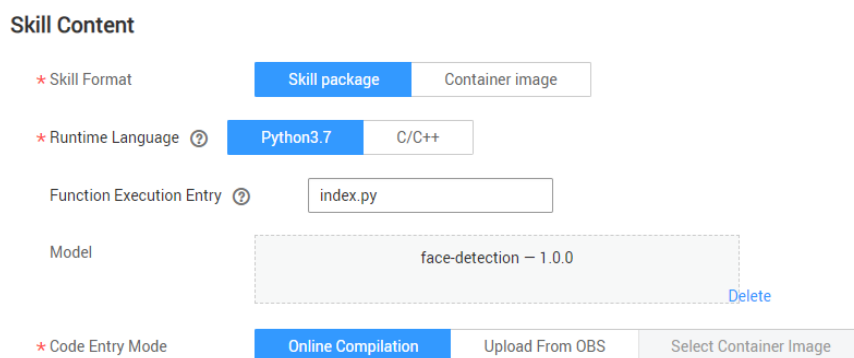 Skill Content
* Skill Format Skill package Container image
* Runtime Language ? Python3.7 C/C++
Function Execution Entry ? index.py
Model face-detection — 1.0.0
Delete
* Code Entry Mode Online Compilation Upload From OBS Select Container Image